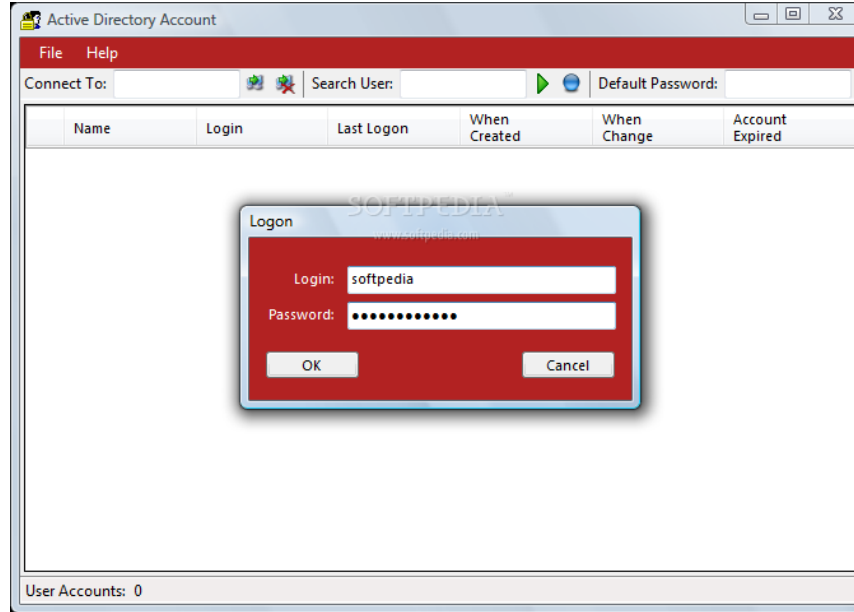 Active Directory Account
File Help
Connect To: Search User: Default Password:
Name Login Last Logon When Created When Change Account Expired
SOFTPEDIA
www.softpedia.com
Logon
Login: softpedia
Password: ●●●●●●●●●●●●
OK Cancel
User Accounts: 0